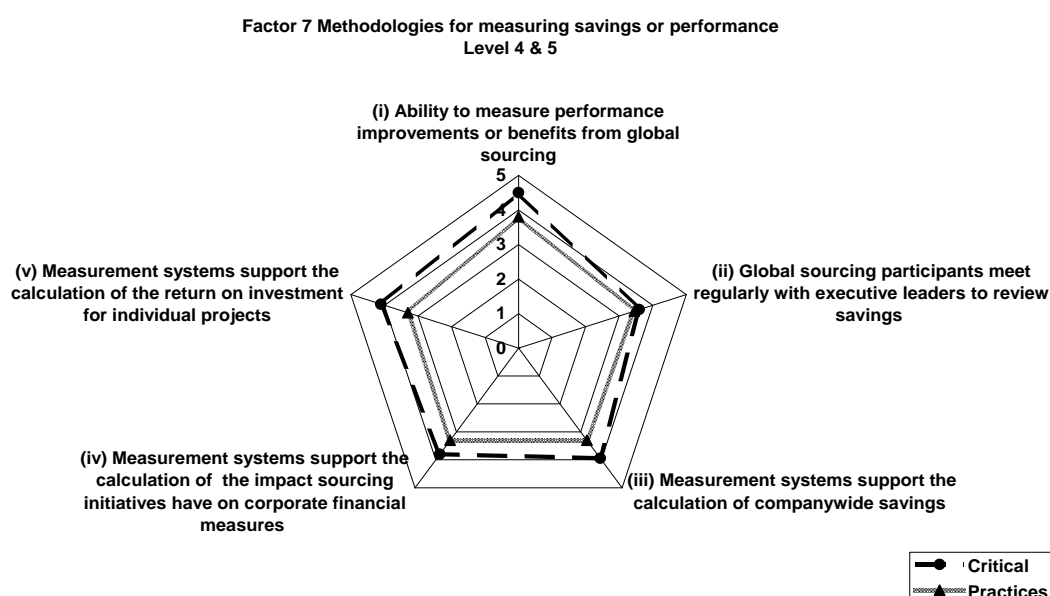 Factor 7 Methodologies for measuring savings or performance
Level 4 & 5
(i) Ability to measure performance
improvements or benefits from global
sourcing
5
4
3
2
1
0
(ii) Global sourcing participants meet
regularly with executive leaders to review
savings
(iii) Measurement systems support the
calculation of companywide savings
(iv) Measurement systems support the
calculation of  the impact sourcing
initiatives have on corporate financial
measures
(v) Measurement systems support the
calculation of the return on investment
for individual projects
Critical
Practices